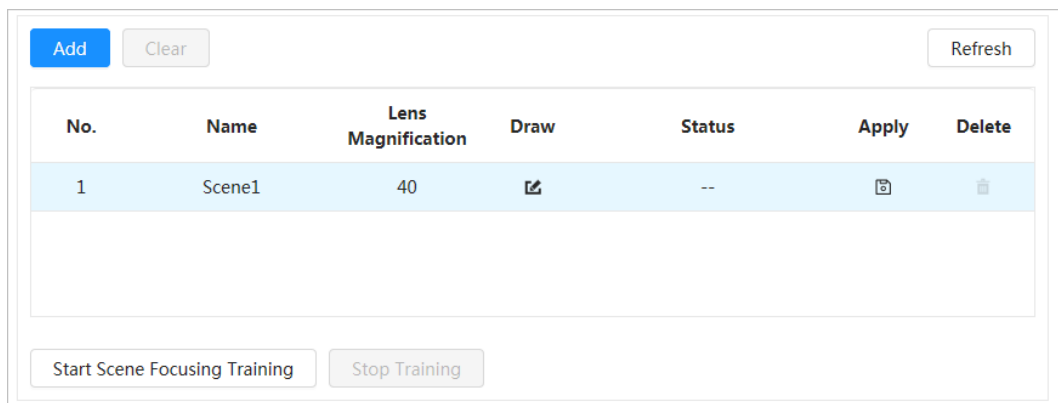 Add Clear Refresh
No. Name Lens Magnification Draw Status Apply Delete
1 Scene1 40 --
Start Scene Focusing Training Stop Training